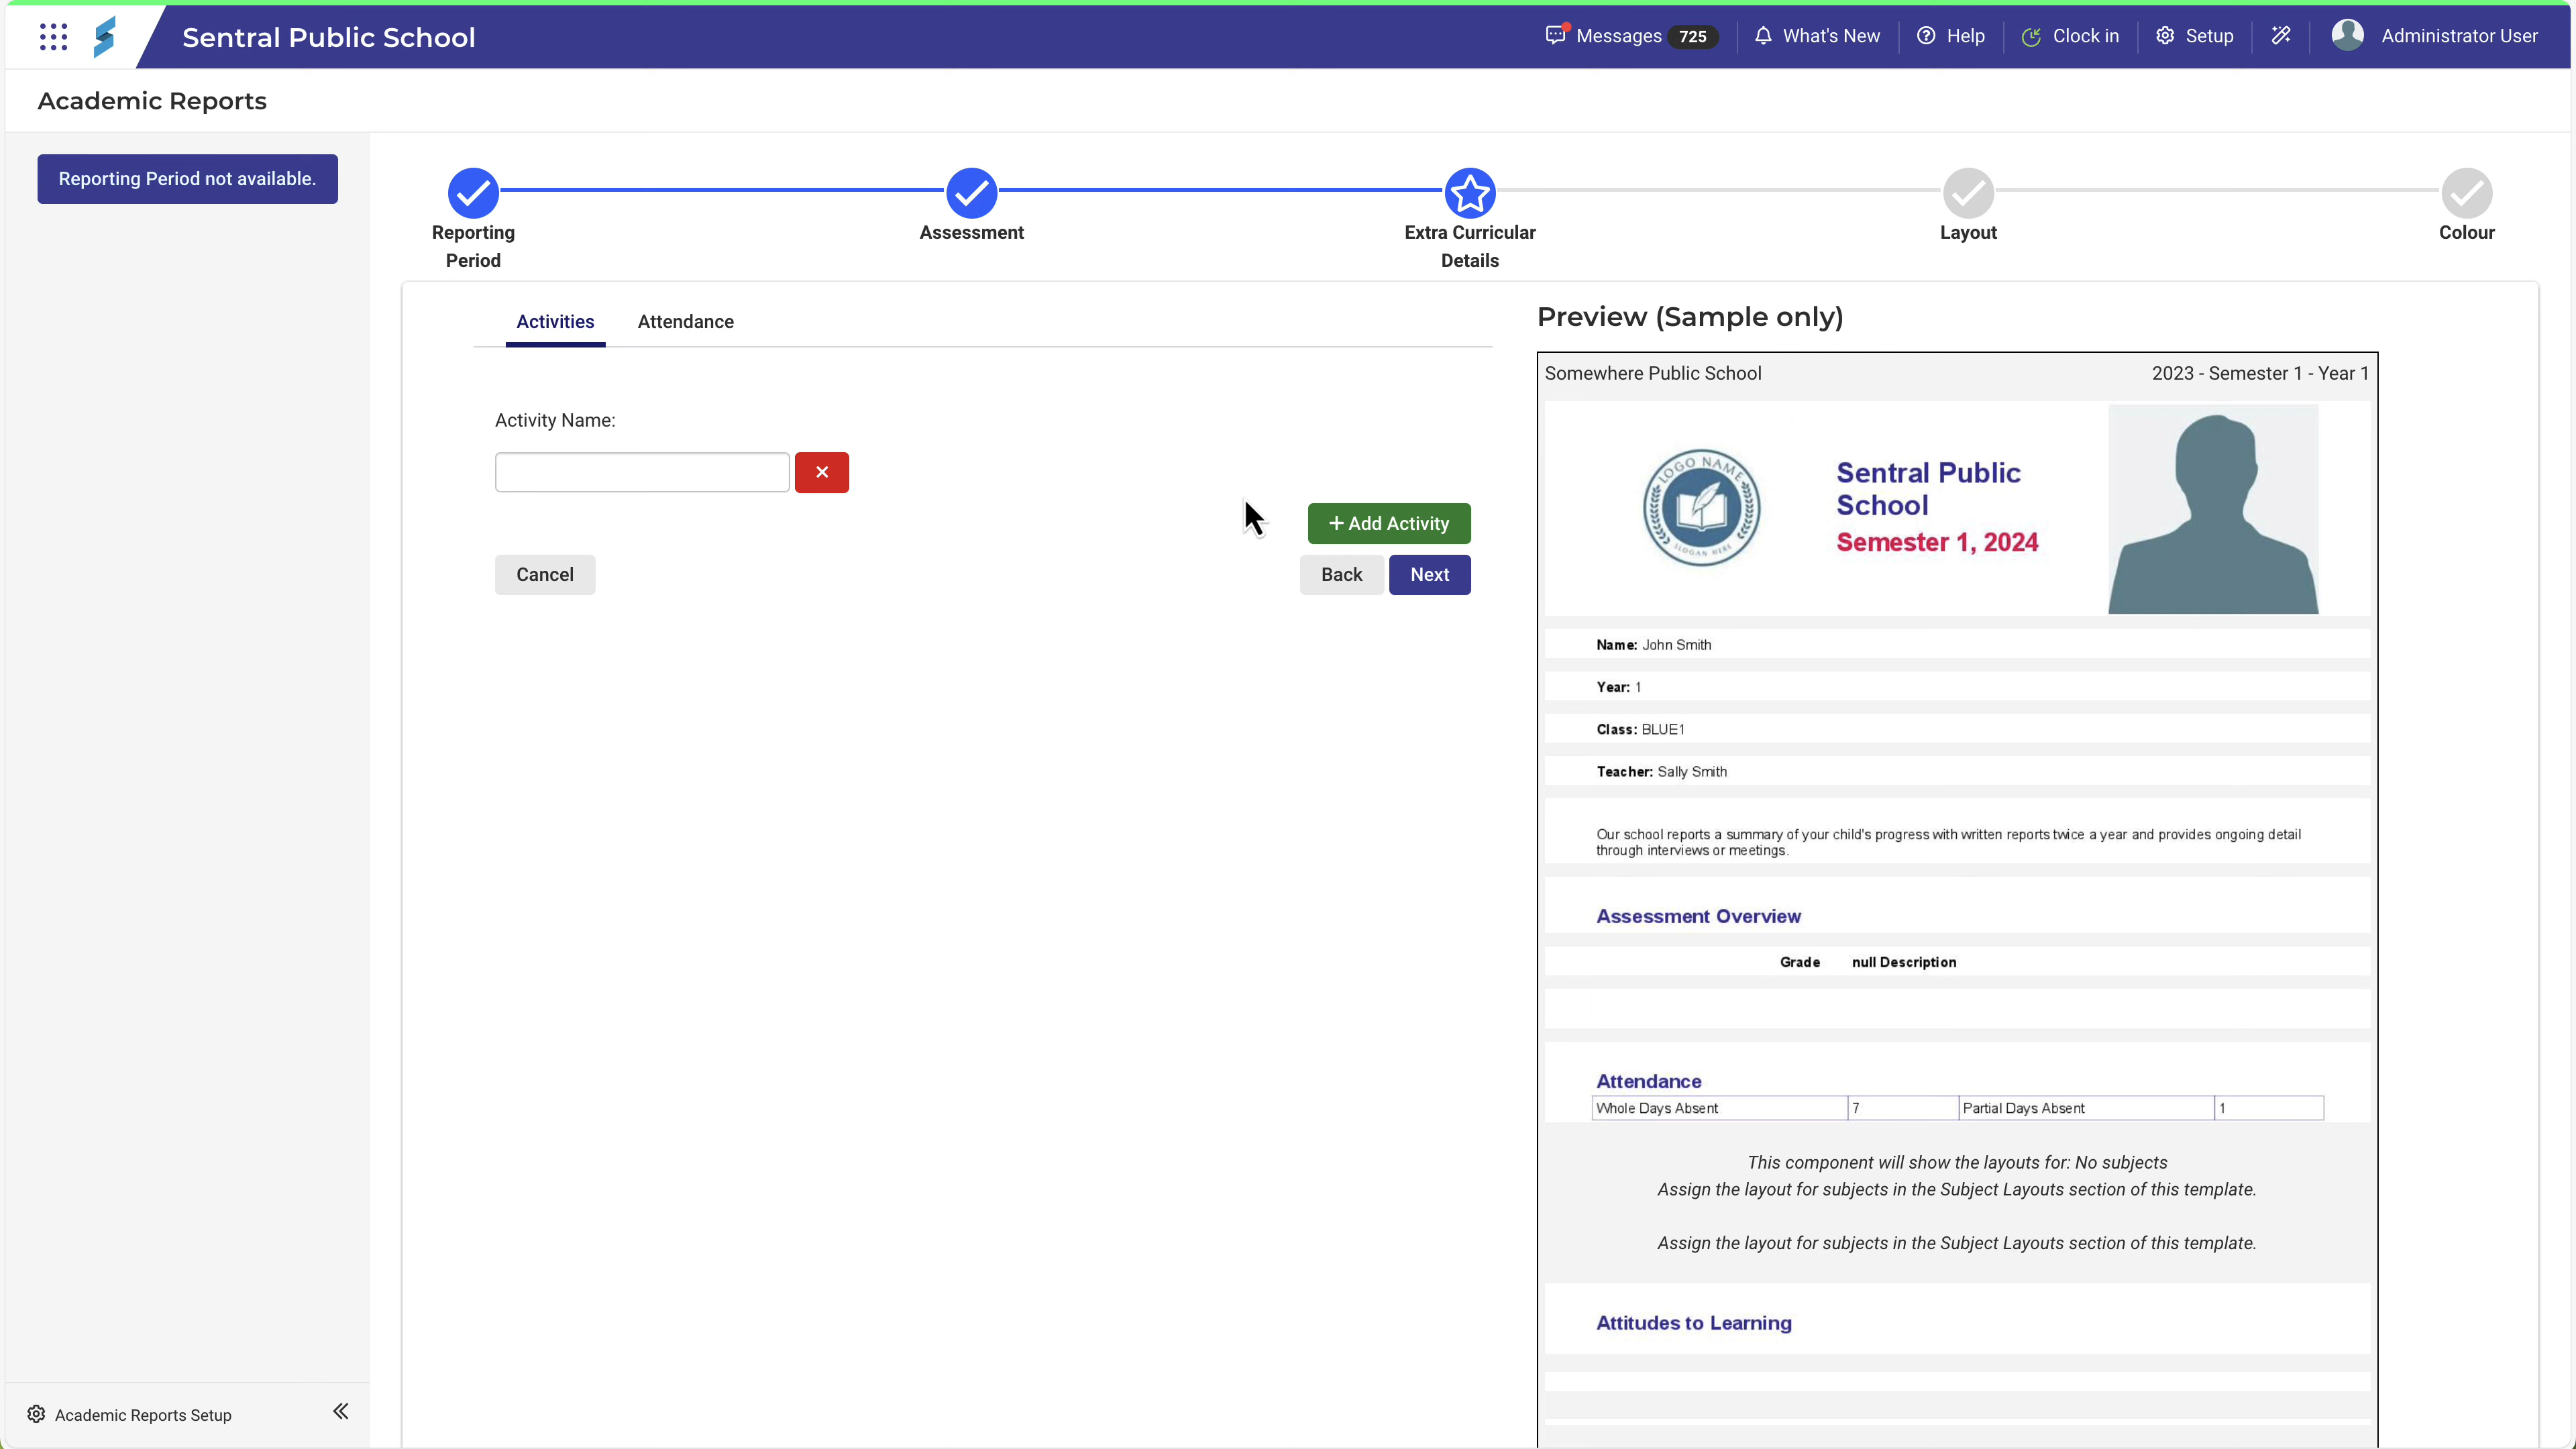 Sentral Public School
Messages 725
What's New
Help
Clock in
Setup
Administrator User
Academic Reports
Reporting Period not available.
Reporting
Period
Assessment
Extra Curricular
Details
Layout
Colour
Activities
Attendance
Activity Name:
+ Add Activity
Cancel
Back
Next
Preview (Sample only)
Somewhere Public School
2023 - Semester 1 - Year 1
LOGO NAME
SLOGAN HERE
Sentral Public
School
Semester 1, 2024
Name: John Smith
Year: 1
Class: BLUE1
Teacher: Sally Smith
Our school reports a summary of your child's progress with written reports twice a year and provides ongoing detail
through interviews or meetings.
Assessment Overview
Grade null Description
Attendance
Whole Days Absent 7 Partial Days Absent 1
This component will show the layouts for: No subjects
Assign the layout for subjects in the Subject Layouts section of this template.
Assign the layout for subjects in the Subject Layouts section of this template.
Attitudes to Learning
Academic Reports Setup